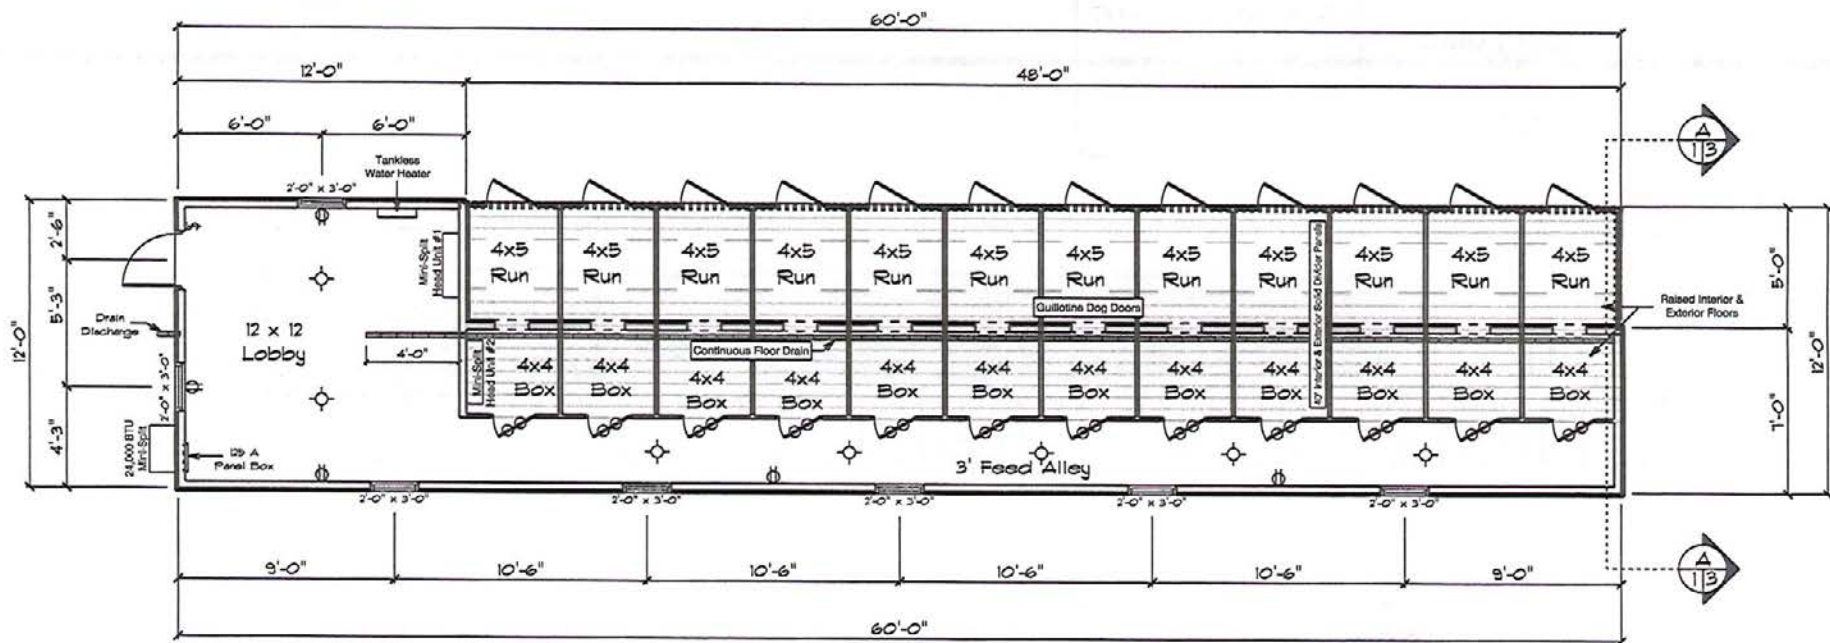 60'-0"
12'-0"
48'-0"
6'-0"
6'-0"
Tankless
Water Heater
2'-0" x 3'-0"
A
1 3
12'-0"
2'-6"
5'-3"
4'-3"
Drain
Discharge
2'-0" x 3'-0"
24,000 BTU
Mini-Split
125 A
Panel Box
12 x 12
Lobby
4'-0"
Mini-Split
Head Unit #1
Mini-Split
Head Unit #2
4x5
Run
4x5
Run
4x5
Run
4x5
Run
4x5
Run
4x5
Run
4x5
Run
4x5
Run
4x5
Run
4x5
Run
4x5
Run
4x5
Run
Guillotine Dog Doors
Interior & Exterior Solid Divider Panels
Raised Interior &
Exterior Floors
Continuous Floor Drain
4x4
Box
4x4
Box
4x4
Box
4x4
Box
4x4
Box
4x4
Box
4x4
Box
4x4
Box
4x4
Box
4x4
Box
4x4
Box
4x4
Box
5'-0"
7'-0"
12'-0"
3' Feed Alley
2'-0" x 3'-0"
2'-0" x 3'-0"
2'-0" x 3'-0"
2'-0" x 3'-0"
2'-0" x 3'-0"
9'-0"
10'-6"
10'-6"
10'-6"
10'-6"
9'-0"
A
1 3
60'-0"